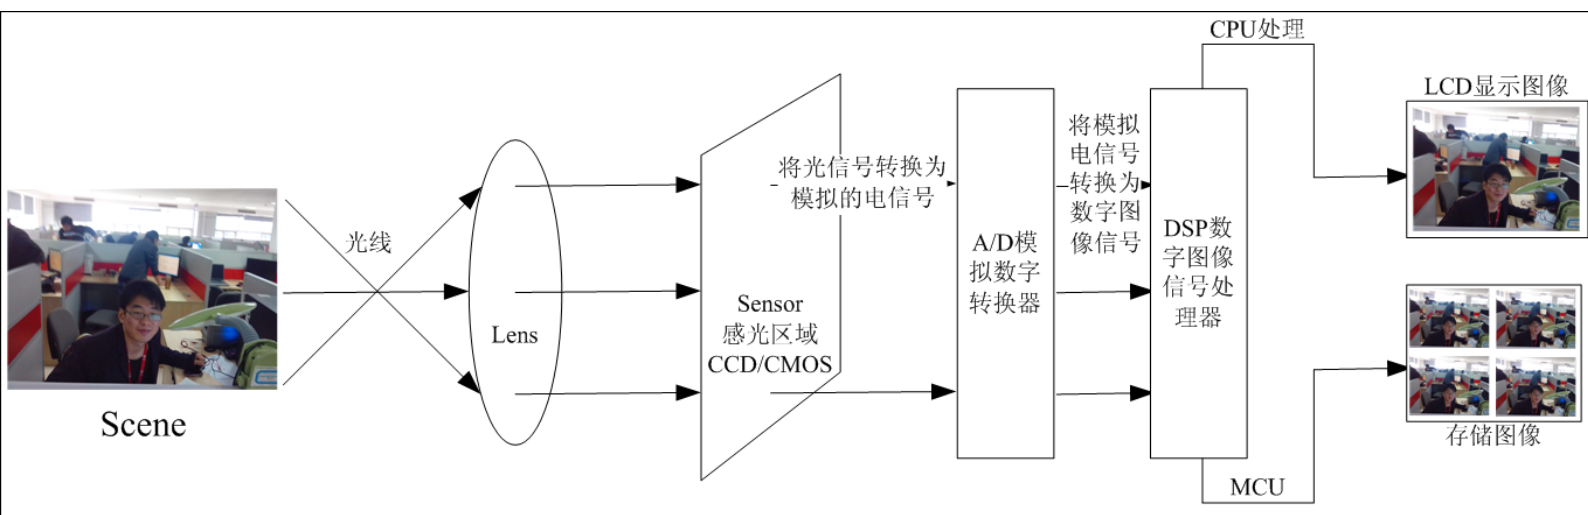 Scene
光线
Lens
Sensor
感光区域
CCD/CMOS
将光信号转换为
模拟的电信号
A/D模
拟数字
转换器
将模拟
电信号
转换为
数字图
像信号
DSP数
字图像
信号处
理器
CPU处理
MCU
LCD显示图像
存储图像